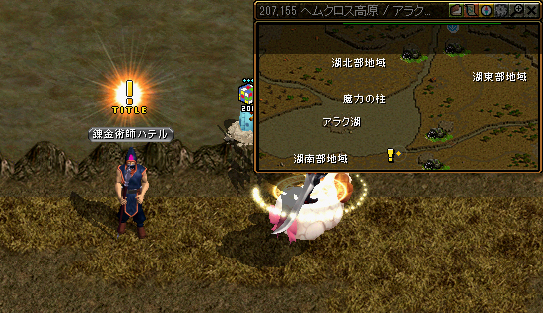 207,155 ヘムクロス高原 / アラク...
湖北部地域
湖東部地域
魔力の柱
アラク湖
湖南部地域
TITLE
錬金術師ハテル